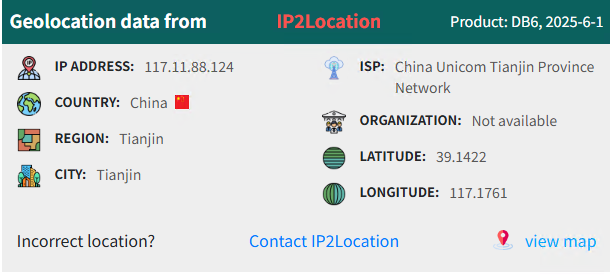 Geolocation data from IP2Location Product: DB6, 2025-6-1
IP ADDRESS: 117.11.88.124
COUNTRY: China
REGION: Tianjin
CITY: Tianjin
ISP: China Unicom Tianjin Province
Network
ORGANIZATION: Not available
LATITUDE: 39.1422
LONGITUDE: 117.1761
Incorrect location? Contact IP2Location view map